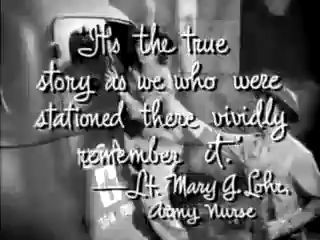 It's the true
story as we who were
stationed there vividly
remember it."
—Lt. Mary G. Lohr,
Army Nurse